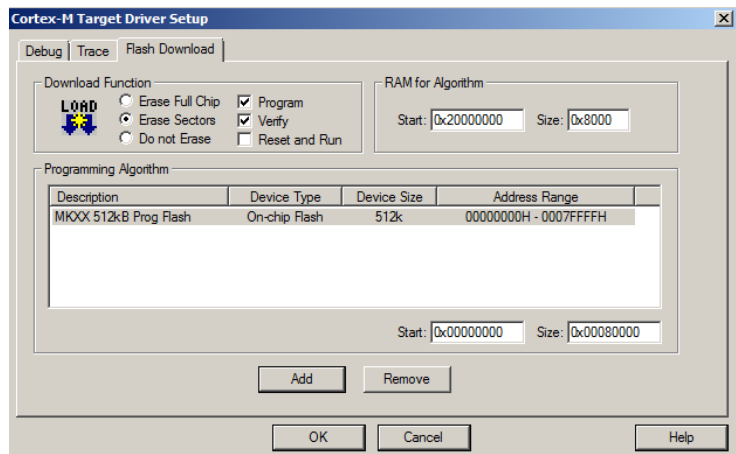 Cortex-M Target Driver Setup
Debug Trace Flash Download
Download Function
LOAD
Erase Full Chip
Erase Sectors
Do not Erase
Program
Verify
Reset and Run
RAM for Algorithm
Start: 0x20000000 Size: 0x8000
Programming Algorithm
Description Device Type Device Size Address Range
MKXX 512kB Prog Flash On-chip Flash 512k 00000000H - 0007FFFFH
Start: 0x00000000 Size: 0x00080000
Add Remove
OK Cancel Help